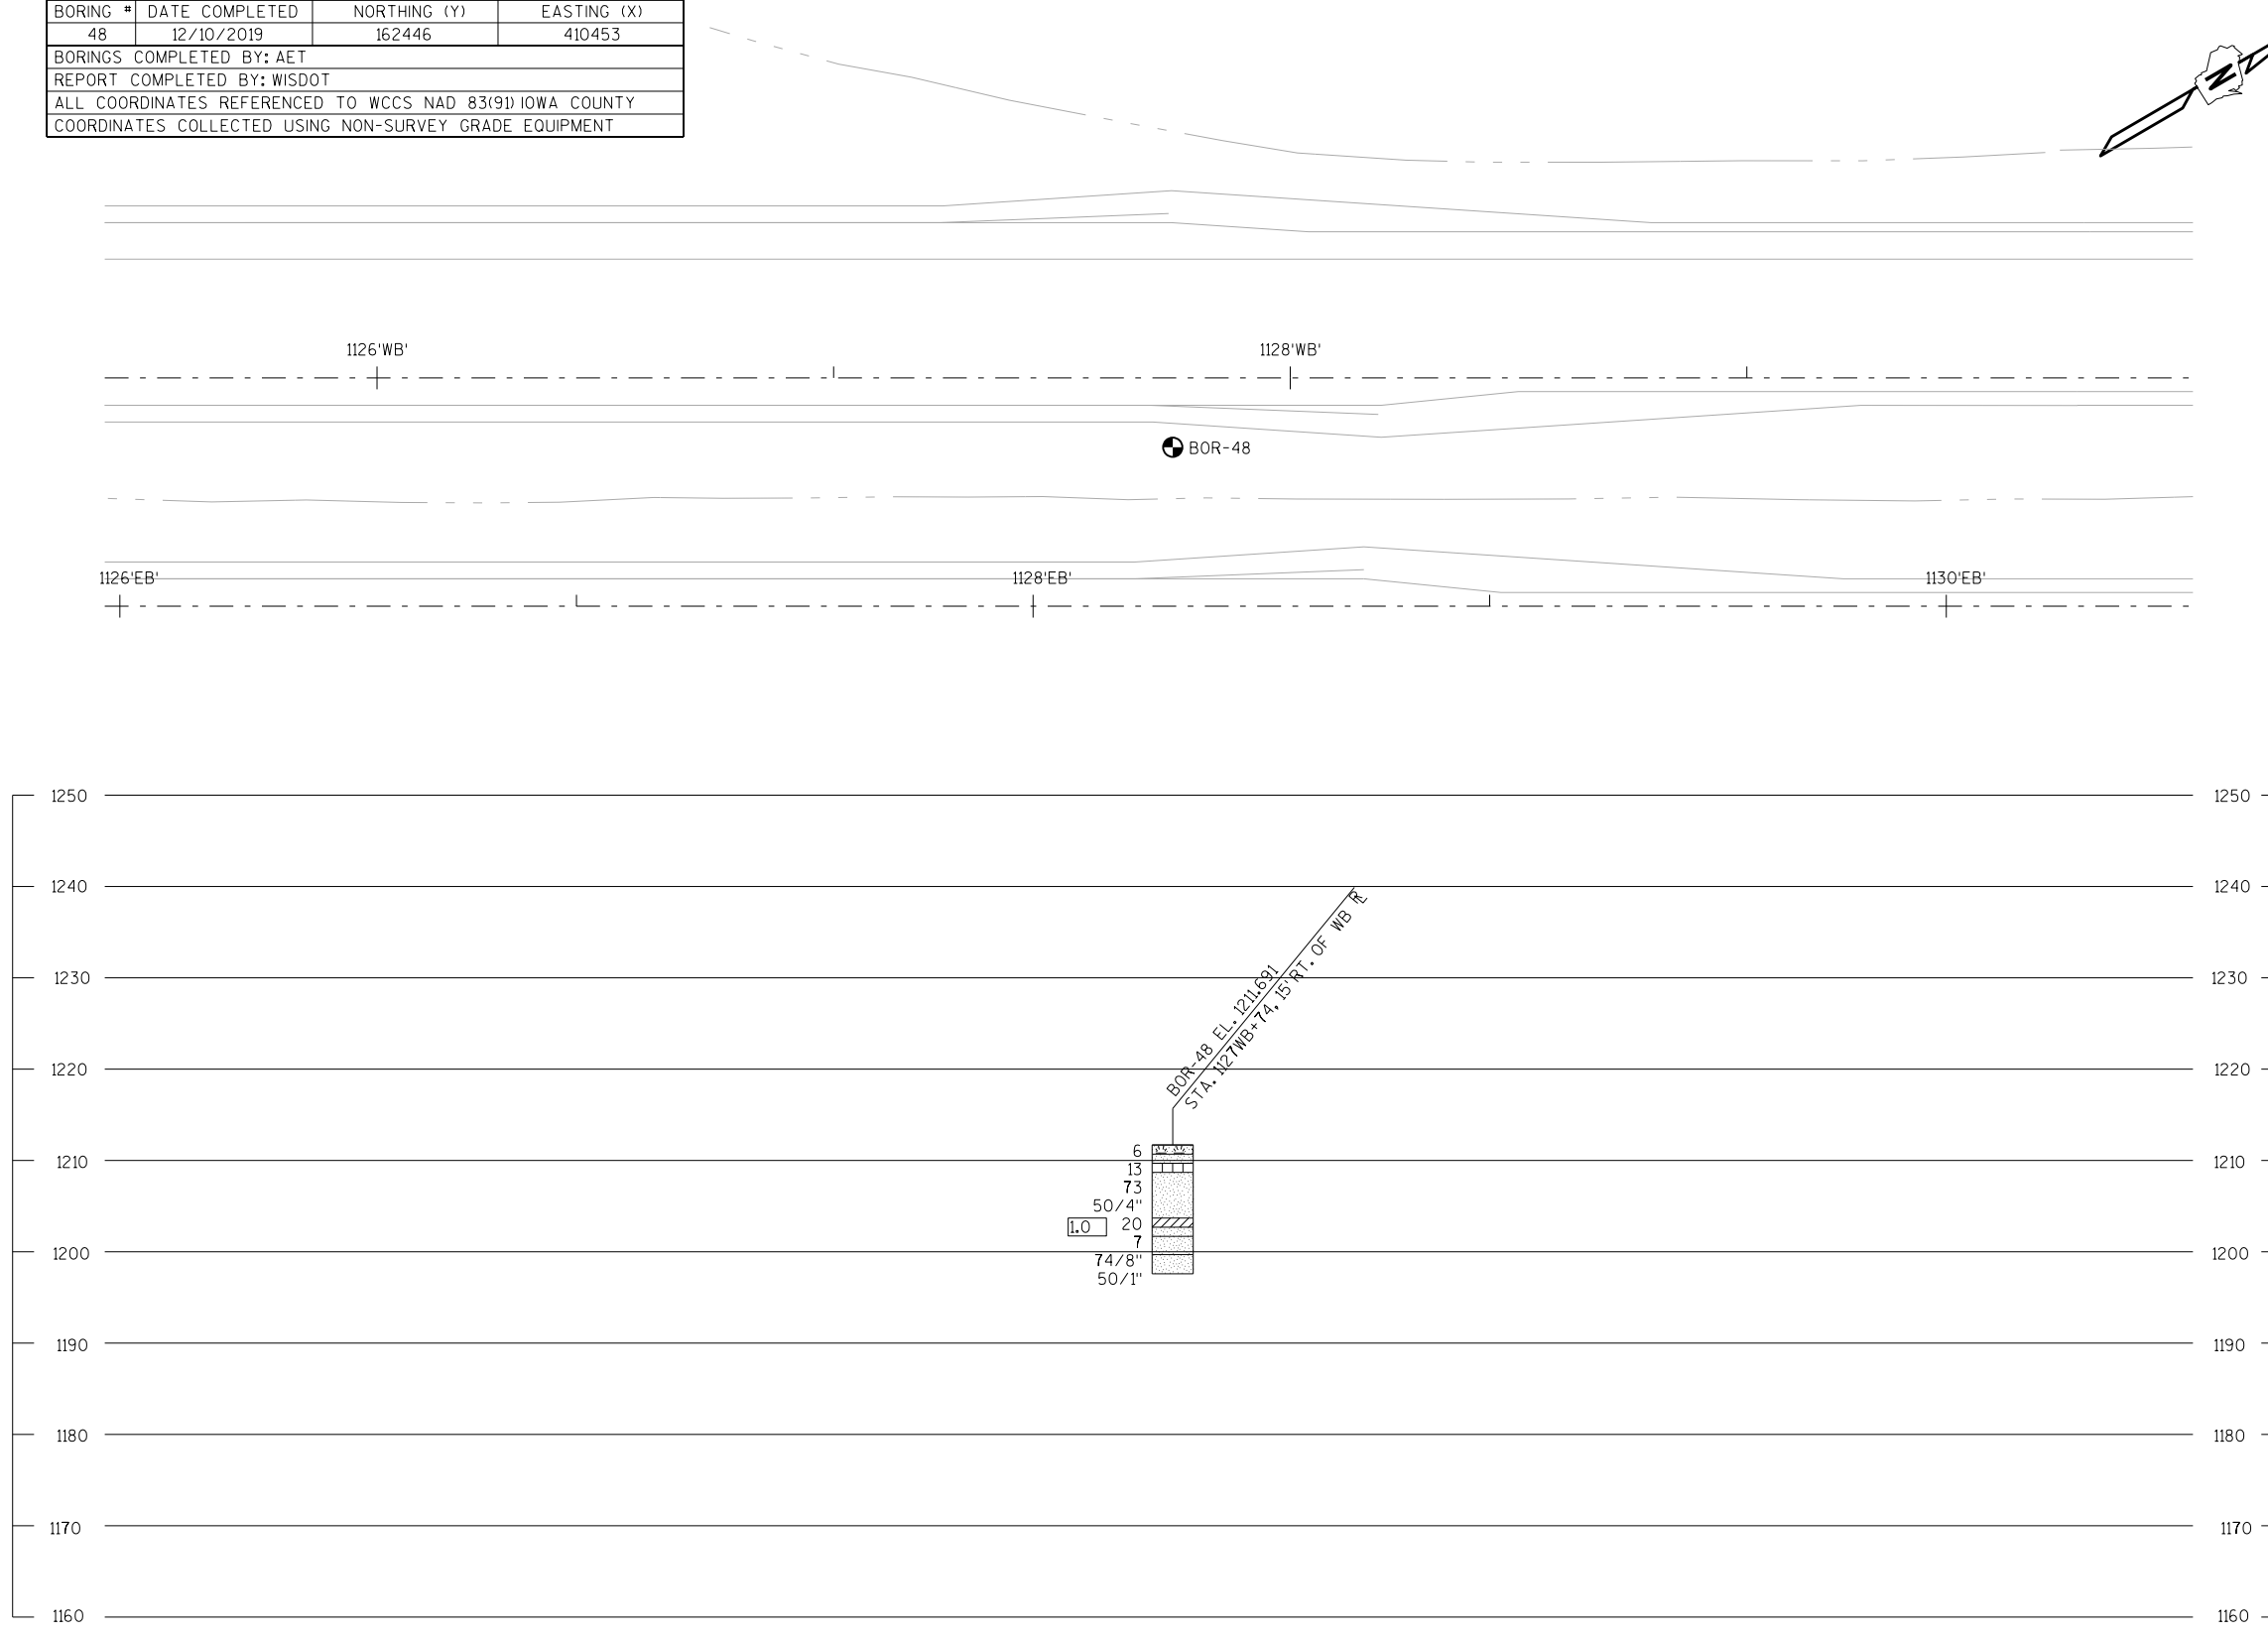 BORING # DATE COMPLETED NORTHING (Y) EASTING (X)
48 12/10/2019 162446 410453
BORINGS COMPLETED BY: AET
REPORT COMPLETED BY: WISDOT
ALL COORDINATES REFERENCED TO WCCS NAD 83(91) IOWA COUNTY
COORDINATES COLLECTED USING NON-SURVEY GRADE EQUIPMENT
N
1126'WB' 1128'WB'
BOR-48
1126'EB' 1128'EB' 1130'EB'
1250 1250
1240 1240
1230 1230
BOR-48 EL. 1211.691
STA. 1127WB+74, 15' RT. OF WB RL
1220 1220
6
1210 1210
13
73
50/4"
1.0 20
7
1200 1200
74/8"
50/1"
1190 1190
1180 1180
1170 1170
1160 1160